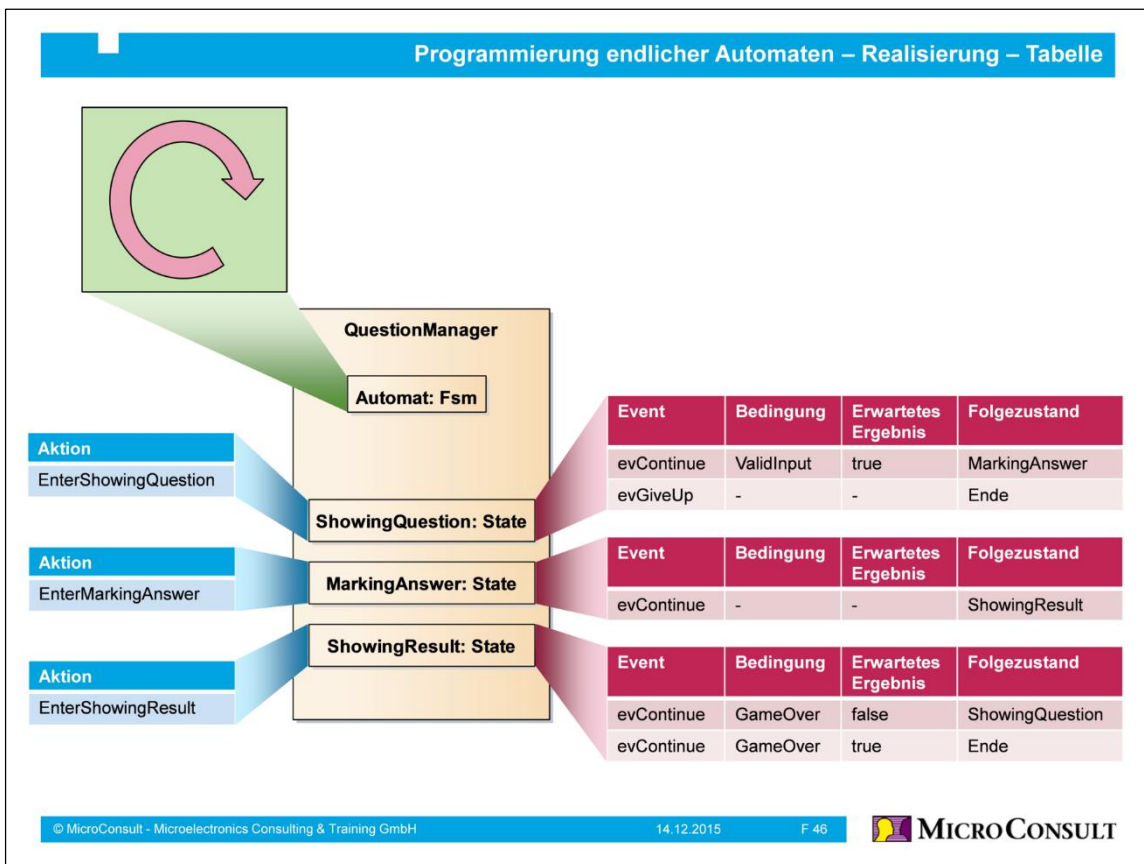 Programmierung endlicher Automaten – Realisierung – Tabelle
QuestionManager
Automat: Fsm
Aktion
EnterShowingQuestion
ShowingQuestion: State
Event Bedingung Erwartetes Ergebnis Folgezustand
evContinue ValidInput true MarkingAnswer
evGiveUp - - Ende
Aktion
EnterMarkingAnswer
MarkingAnswer: State
Event Bedingung Erwartetes Ergebnis Folgezustand
evContinue - - ShowingResult
Aktion
EnterShowingResult
ShowingResult: State
Event Bedingung Erwartetes Ergebnis Folgezustand
evContinue GameOver false ShowingQuestion
evContinue GameOver true Ende
© MicroConsult - Microelectronics Consulting & Training GmbH 14.12.2015 F 46
MICROCONSULT